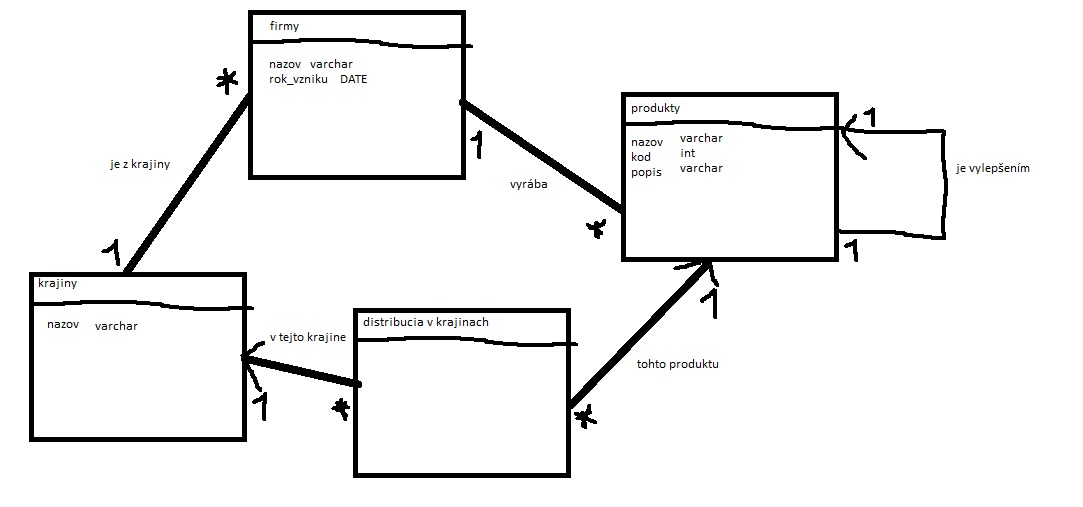 firmy
nazov varchar
rok_vzniku DATE
*
1
je z krajiny
1
vyrába
*
produkty
nazov varchar
kod int
popis varchar
1
je vylepšením
1
krajiny
nazov varchar
v tejto krajine
1
*
distribucia v krajinach
1
tohto produktu
*